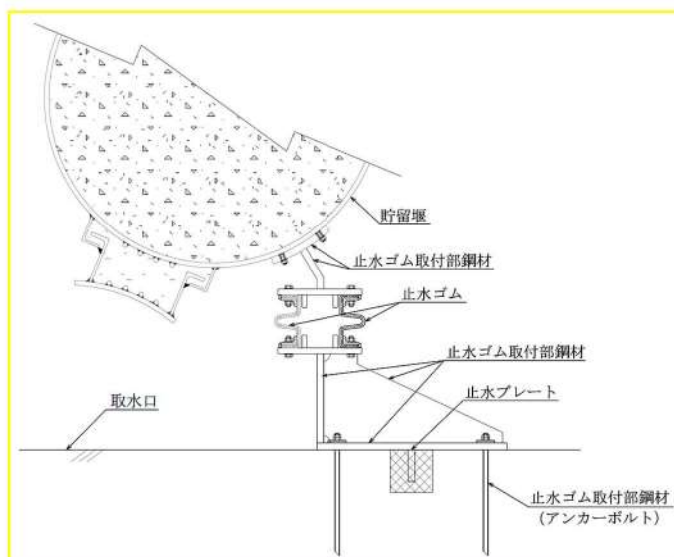 貯留堰
止水ゴム取付部鋼材
止水ゴム
止水ゴム取付部鋼材
取水口
止水プレート
止水ゴム取付部鋼材
(アンカーボルト)